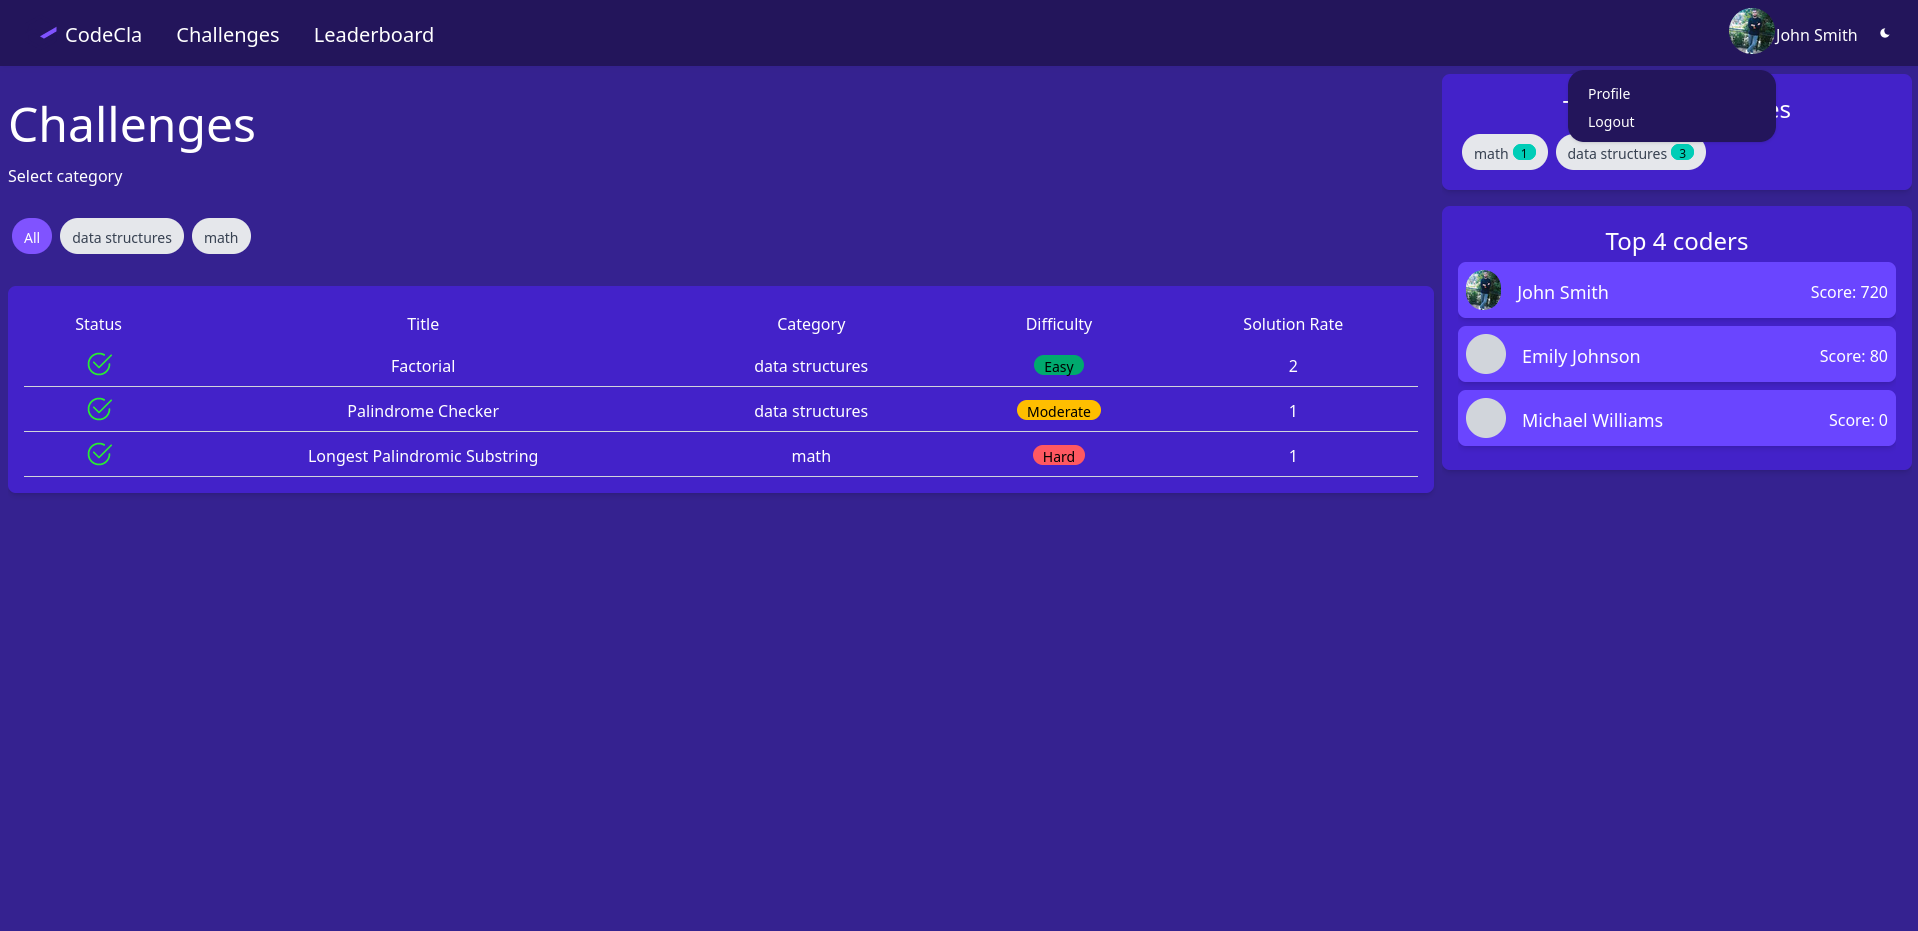 CodeCla Challenges Leaderboard John Smith
Profile
Logout
Challenges
Select category
All data structures math
Status Title Category Difficulty Solution Rate
Factorial data structures Easy 2
Palindrome Checker data structures Moderate 1
Longest Palindromic Substring math Hard 1
math 1 data structures 3
Top 4 coders
John Smith Score: 720
Emily Johnson Score: 80
Michael Williams Score: 0